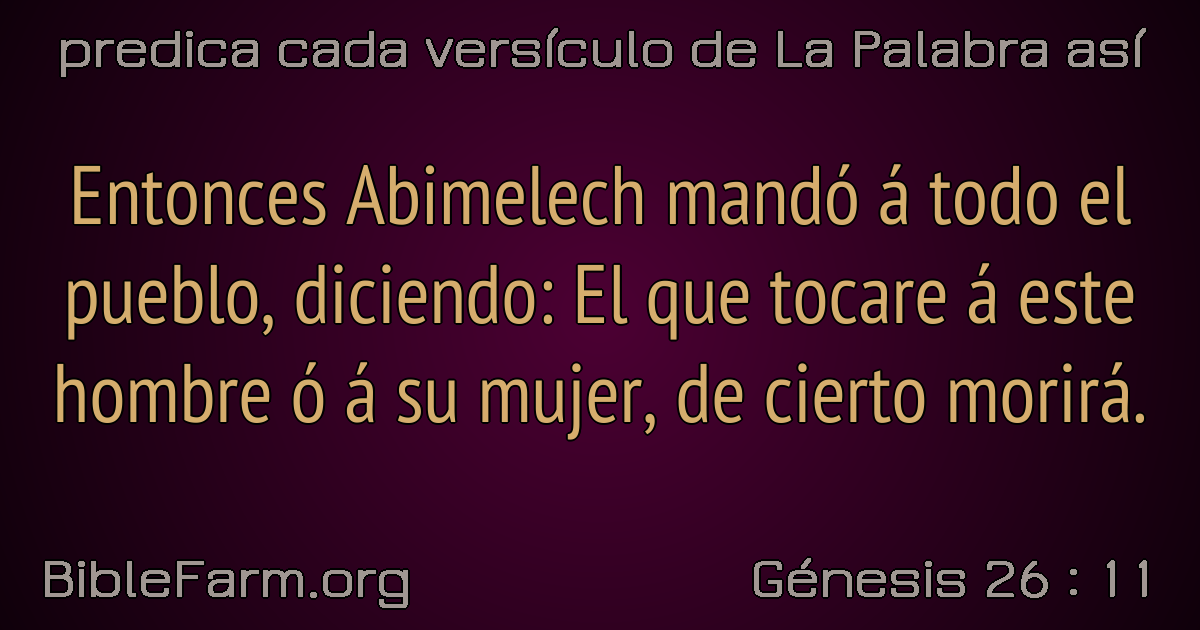 predica cada versículo de La Palabra así
Entonces Abimelech mandó á todo el
pueblo, diciendo: El que tocare á este
hombre ó á su mujer, de cierto morirá.
BibleFarm.org
Génesis 26 : 11